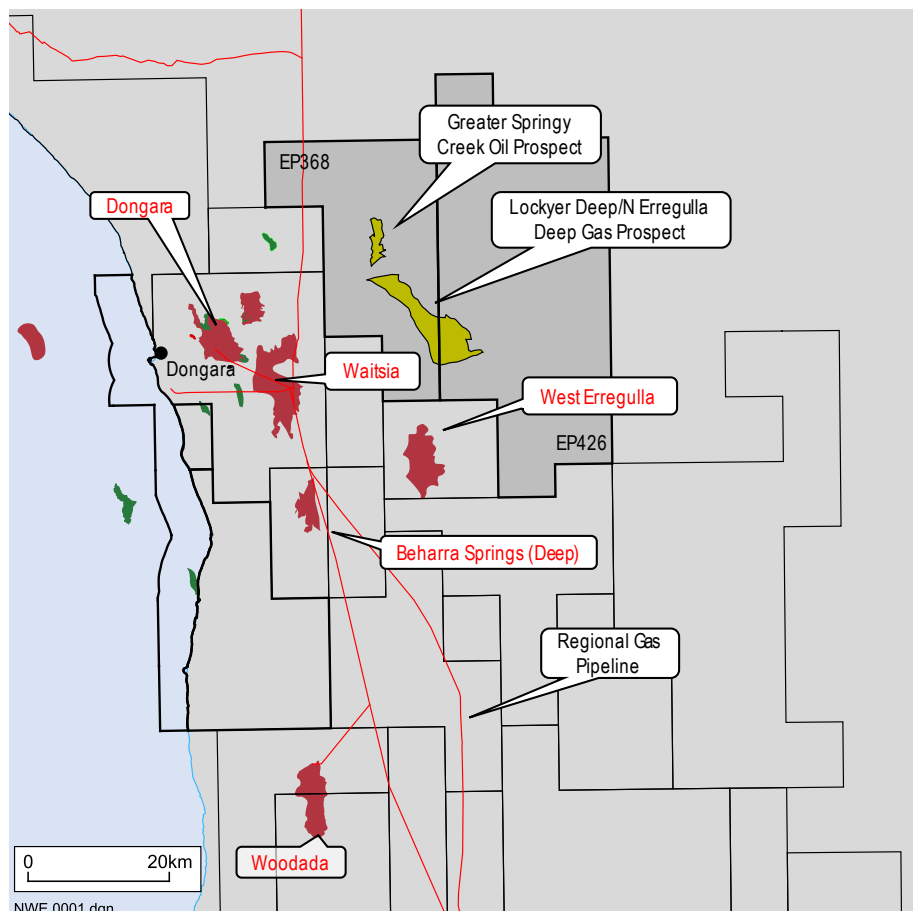 Greater Springy
Creek Oil Prospect
EP368
Dongara
Lockyer Deep/N Erregulla
Deep Gas Prospect
Dongara
Waitsia
West Erregulla
EP426
Beharra Springs (Deep)
Regional Gas
Pipeline
0 20km
Woodada
NWE 0001.dgn